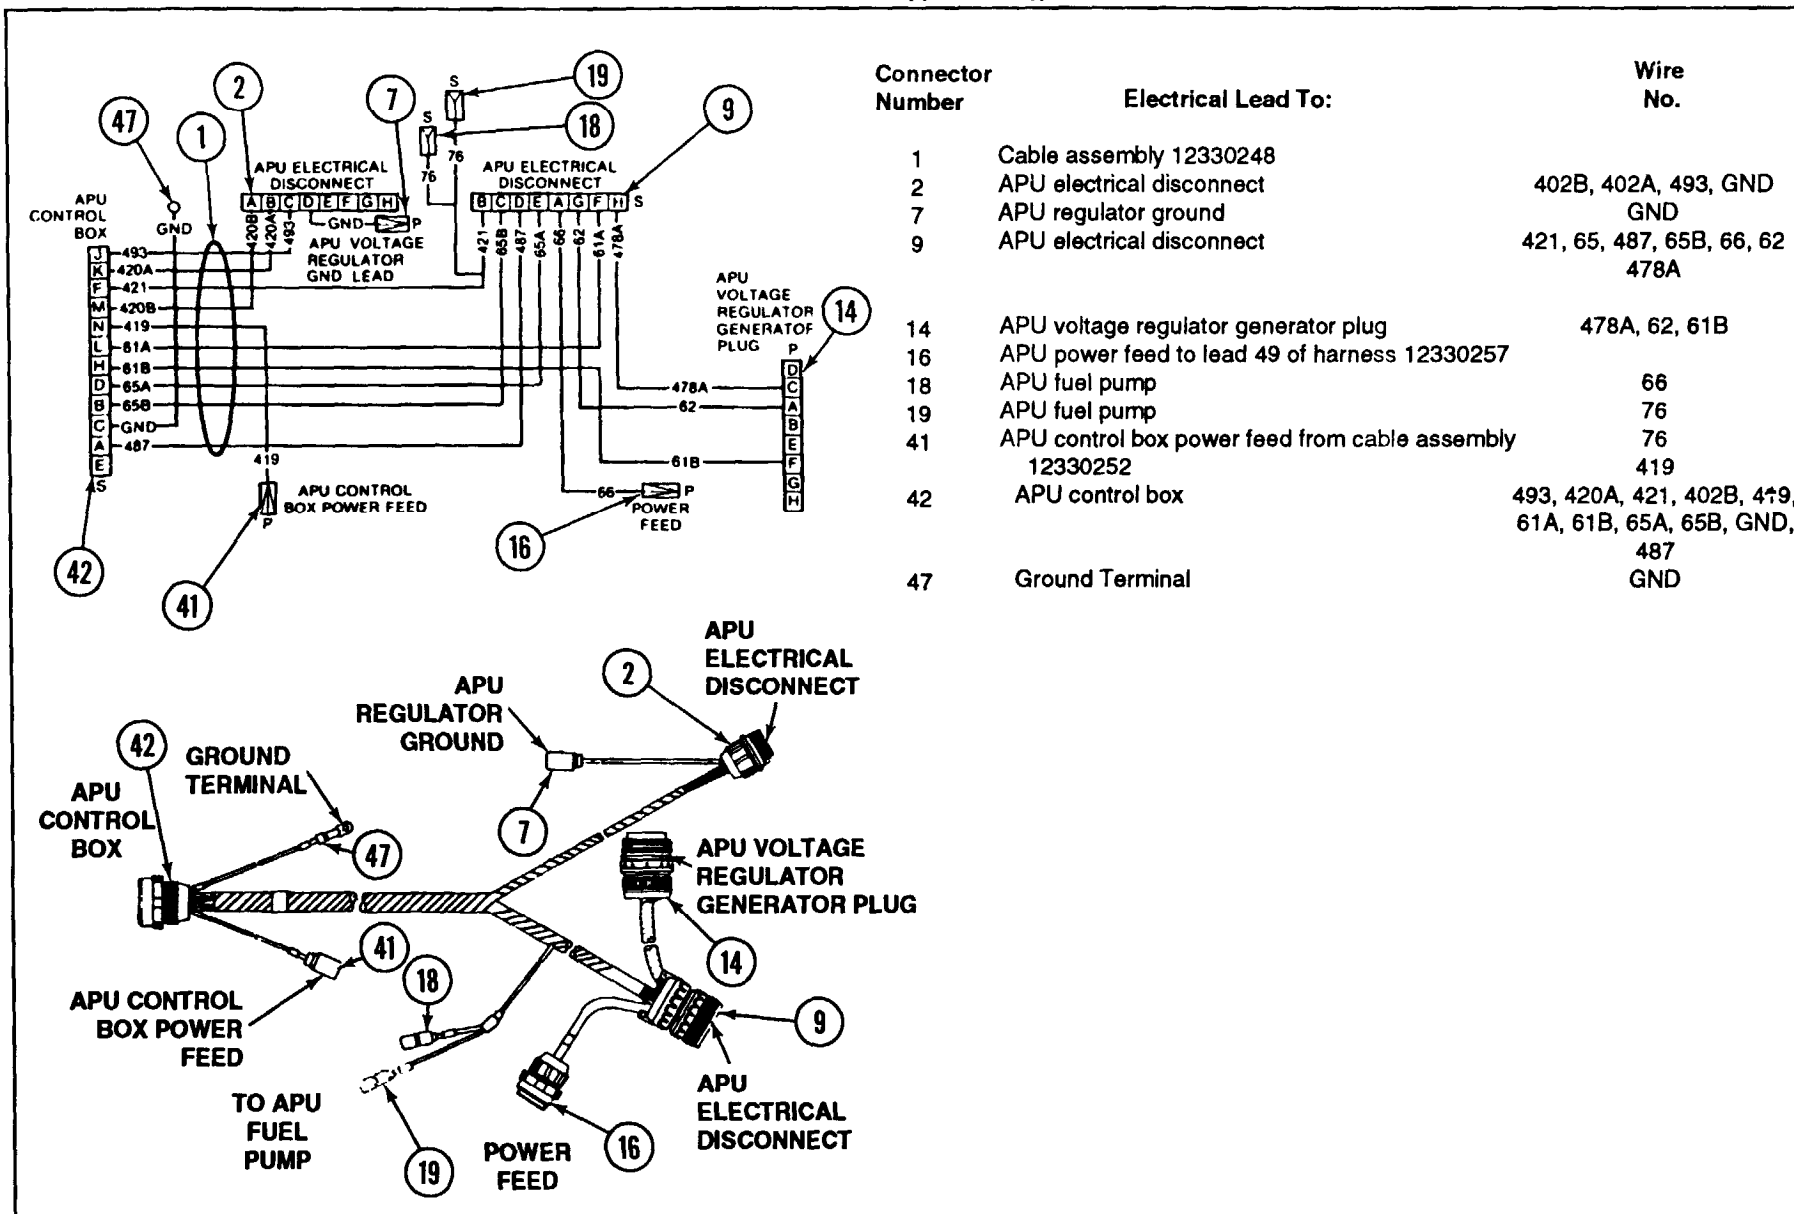 Connector Number Electrical Lead To: Wire No.
1 Cable assembly 12330248
2 APU electrical disconnect 402B, 402A, 493, GND
7 APU regulator ground GND
9 APU electrical disconnect 421, 65, 487, 65B, 66, 62
478A
14 APU voltage regulator generator plug 478A, 62, 61B
16 APU power feed to lead 49 of harness 12330257
18 APU fuel pump 66
19 APU fuel pump 76
41 APU control box power feed from cable assembly 76
12330252 419
42 APU control box 493, 420A, 421, 402B, 419,
61A, 61B, 65A, 65B, GND,
487
47 Ground Terminal GND
47
1
2
7
19
18
9
S
S
76
76
APU
CONTROL
BOX
GND
APU ELECTRICAL
DISCONNECT
A B C D E F G H
420B
420A
493
GND
P
APU VOLTAGE
REGULATOR
GND LEAD
APU ELECTRICAL
DISCONNECT
B C D E A G F H S
421
65B
487
65A
66
62
61A
478A
J 493
K 420A
F 421
M 420B
N 419
L 61A
H 61B
D 65A
B 65B
C GND
A 487
E
S
42
419
APU CONTROL
BOX POWER FEED
P
41
66
P
POWER
FEED
16
478A
62
61B
APU
VOLTAGE
REGULATOR
GENERATOR
PLUG
14
P
D
C
A
B
E
F
G
H
APU
ELECTRICAL
DISCONNECT
2
APU
REGULATOR
GROUND
7
42
GROUND
TERMINAL
APU
CONTROL
BOX
47
APU VOLTAGE
REGULATOR
GENERATOR PLUG
14
41
18
APU CONTROL
BOX POWER
FEED
9
TO APU
FUEL
PUMP
19
POWER
FEED
16
APU
ELECTRICAL
DISCONNECT